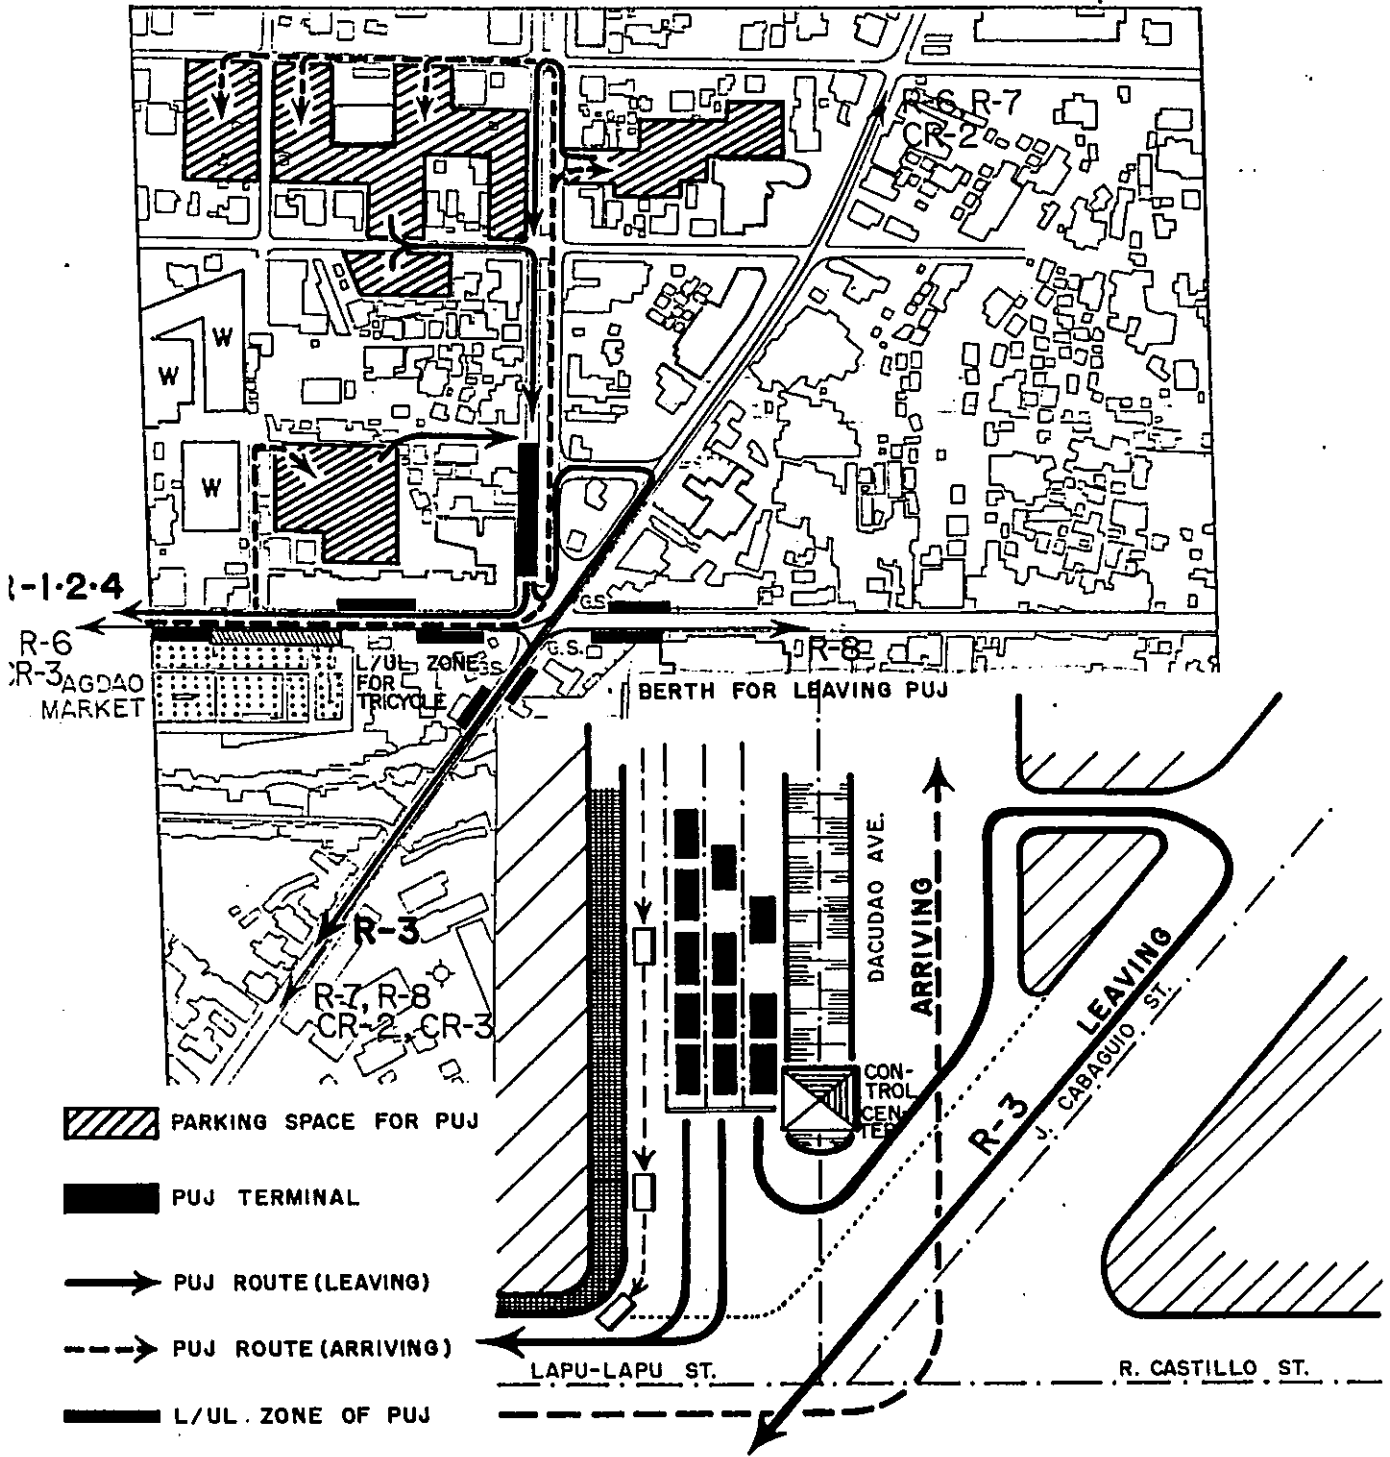 R-6, R-7
CR-2
W
W
W
G.S.
-1·2·4
R-6
R-3
AGDAO
MARKET
L/UL ZONE
FOR
TRICYCLE
G.S.
R-8
BERTH FOR LEAVING PUJ
R-3
R-7, R-8
CR-2, CR-3
DACUDAO AVE.
ARRIVING
LEAVING
R-3
J. CABAGUIO ST.
CON-
TROL
CEN-
TER
PARKING SPACE FOR PUJ
PUJ TERMINAL
PUJ ROUTE (LEAVING)
PUJ ROUTE (ARRIVING)
L/UL. ZONE OF PUJ
LAPU-LAPU ST.
R. CASTILLO ST.